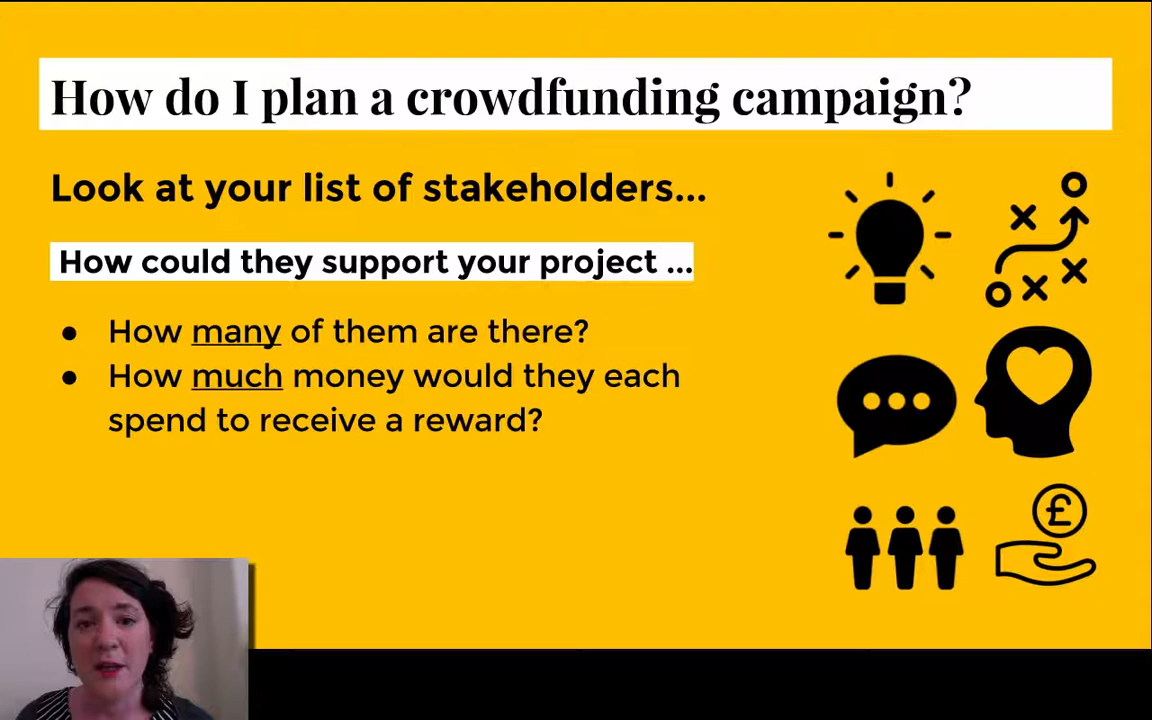 How do I plan a crowdfunding campaign?
Look at your list of stakeholders...
How could they support your project ...
● How many of them are there?
● How much money would they each
spend to receive a reward?
£